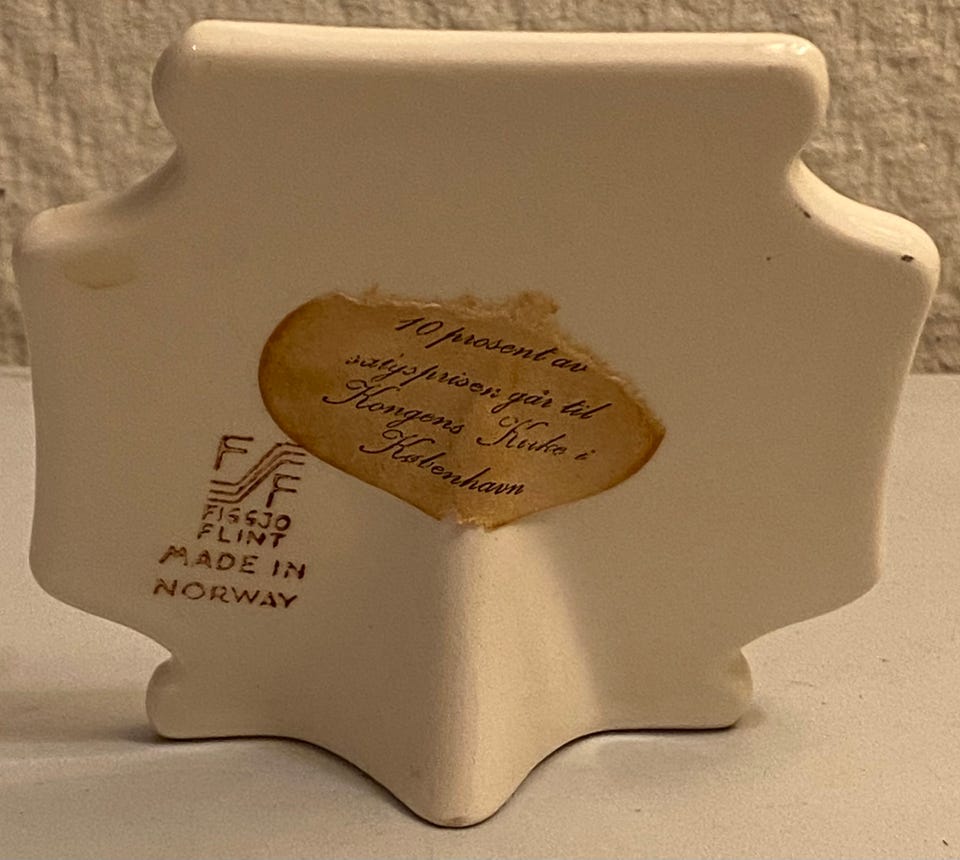 10 prosent av
salgsprisen går til
Kongens Kirke i
København
F F
FIGGJO
FLINT
MADE IN
NORWAY